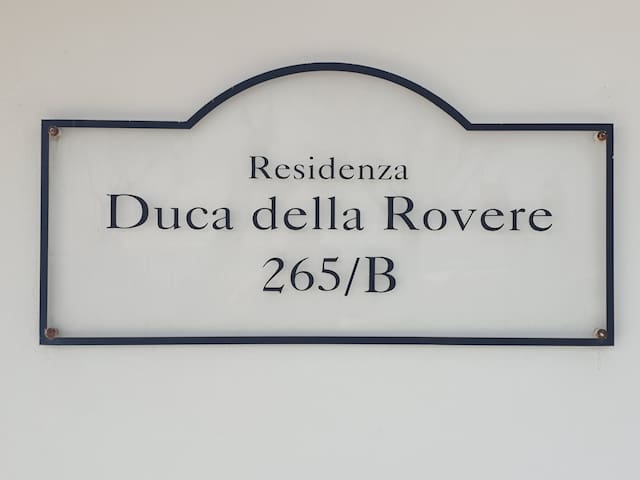 Residenza
Duca della Rovere
265/B